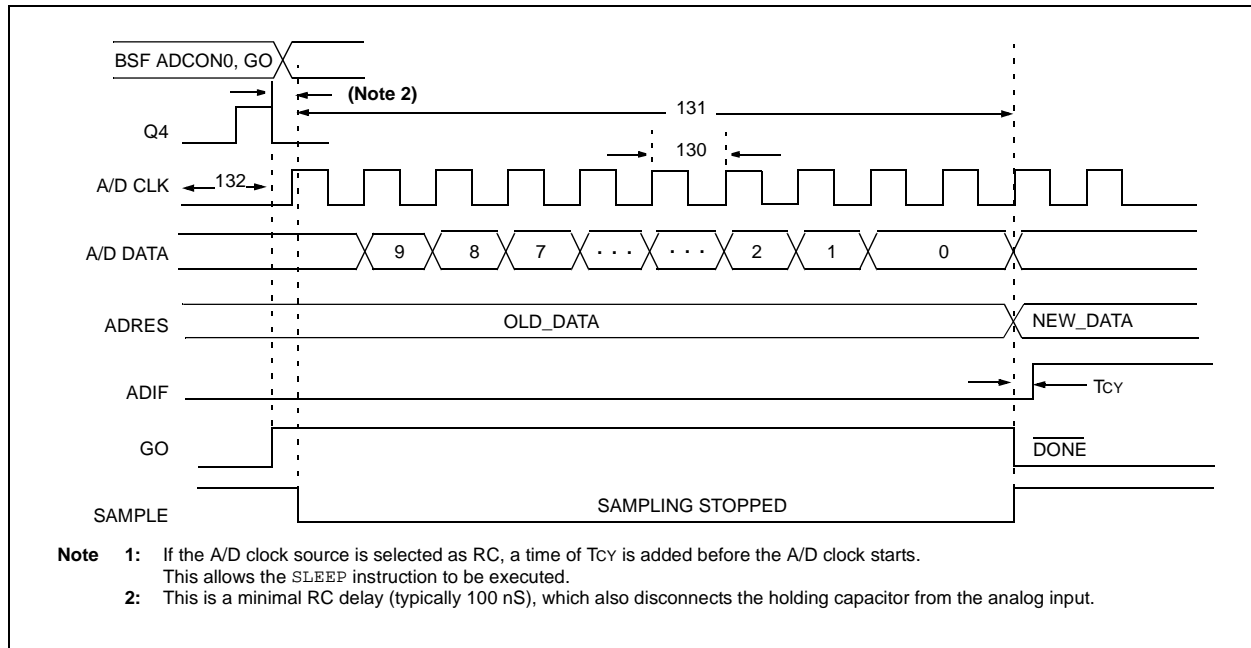 BSF ADCON0, GO
(Note 2)
131
Q4
130
A/D CLK
132
A/D DATA
9 8 7 . . . . . . 2 1 0
ADRES
OLD_DATA
NEW_DATA
ADIF
TCY
GO
DONE
SAMPLE
SAMPLING STOPPED
Note 1: If the A/D clock source is selected as RC, a time of TCY is added before the A/D clock starts.
This allows the SLEEP instruction to be executed.
2: This is a minimal RC delay (typically 100 nS), which also disconnects the holding capacitor from the analog input.